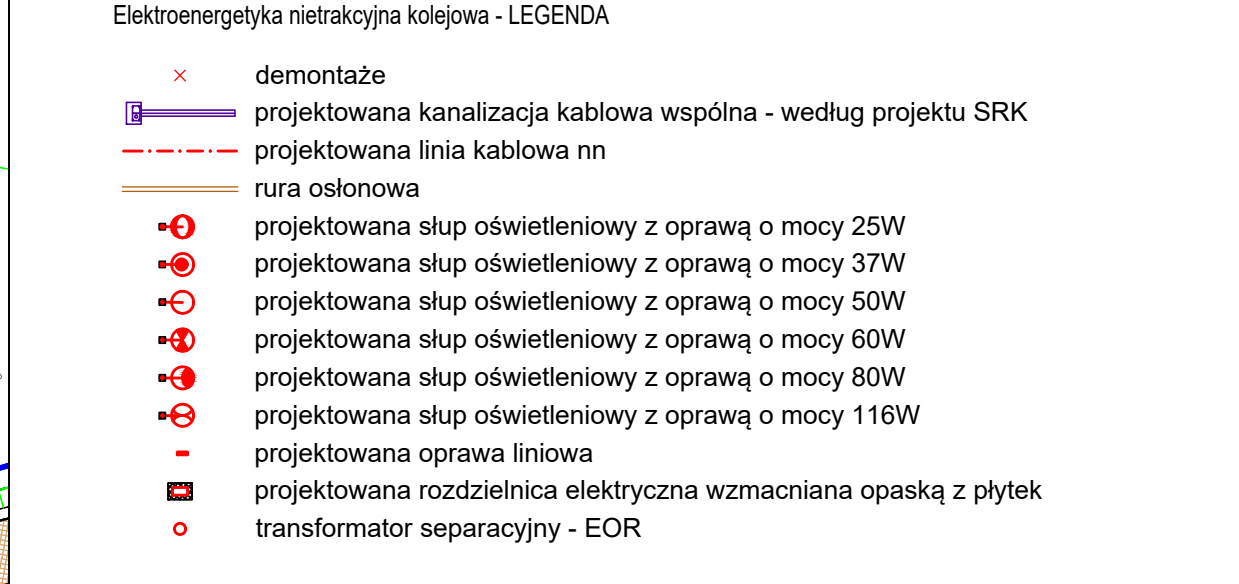 Elektroenergetyka nietrakcyjna kolejowa - LEGENDA
demontaże
projektowana kanalizacja kablowa wspólna - według projektu SRK
projektowana linia kablowa nn
rura osłonowa
projektowana słup oświetleniowy z oprawą o mocy 25W
projektowana słup oświetleniowy z oprawą o mocy 37W
projektowana słup oświetleniowy z oprawą o mocy 50W
projektowana słup oświetleniowy z oprawą o mocy 60W
projektowana słup oświetleniowy z oprawą o mocy 80W
projektowana słup oświetleniowy z oprawą o mocy 116W
projektowana oprawa liniowa
projektowana rozdzielnica elektryczna wzmacniana opaską z płytek
transformator separacyjny - EOR